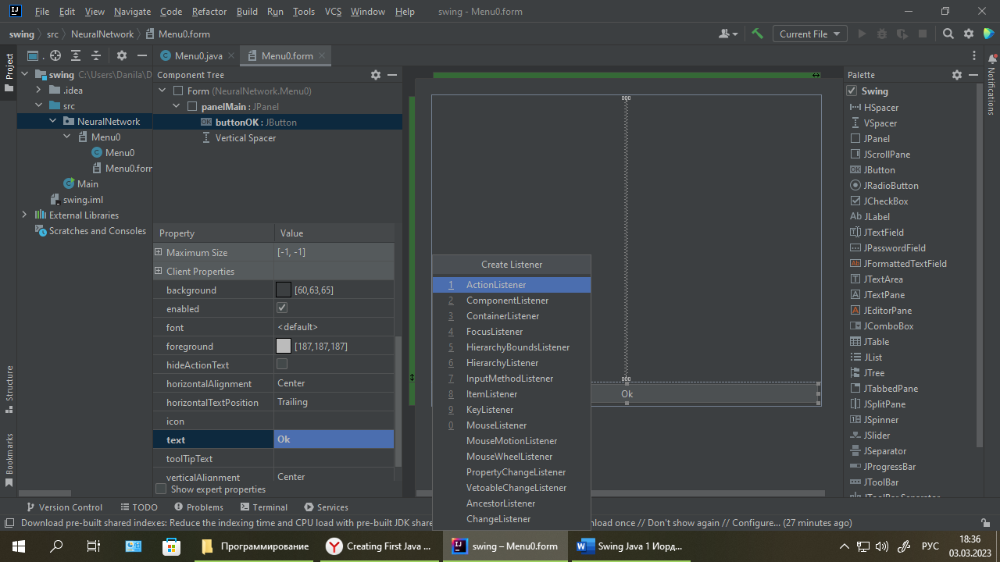 File Edit View Navigate Code Refactor Build Run Tools VCS Window Help swing - Menu0.form
swing src NeuralNetwork Menu0.form Current File
Project
Menu0.java
Menu0.form
swing C:\Users\Danila\D
.idea
src
NeuralNetwork
Menu0
Menu0
Menu0.form
Main
swing.iml
External Libraries
Scratches and Consoles
Structure
Bookmarks
Component Tree
Form (NeuralNetwork.Menu0)
panelMain : JPanel
buttonOK : JButton
Vertical Spacer
Property Value
Maximum Size [-1, -1]
Client Properties
background [60,63,65]
enabled
font <default>
foreground [187,187,187]
hideActionText
horizontalAlignment Center
horizontalTextPosition Trailing
icon
text Ok
toolTipText
verticalAlignment Center
Show expert properties
Create Listener
1 ActionListener
2 ComponentListener
3 ContainerListener
4 FocusListener
5 HierarchyBoundsListener
6 HierarchyListener
7 InputMethodListener
8 ItemListener
9 KeyListener
0 MouseListener
MouseMotionListener
MouseWheelListener
PropertyChangeListener
VetoableChangeListener
AncestorListener
ChangeListener
Ok
Palette
Swing
HSpacer
VSpacer
JPanel
JScrollPane
JButton
JRadioButton
JCheckBox
JLabel
JTextField
JPasswordField
JFormattedTextField
JTextArea
JTextPane
JEditorPane
JComboBox
JTable
JList
JTree
JTabbedPane
JSplitPane
JSpinner
JSlider
JSeparator
JProgressBar
JToolBar
JToolBar Separator
Notifications
Version Control TODO Problems Terminal Services
Download pre-built shared indexes: Reduce the indexing time and CPU load with pre-built JDK share nload once // Don't show again // Configure... (27 minutes ago)
Программирование
Creating First Java ...
swing – Menu0.form
Swing Java 1 Иорд...
РУС
18:36
03.03.2023